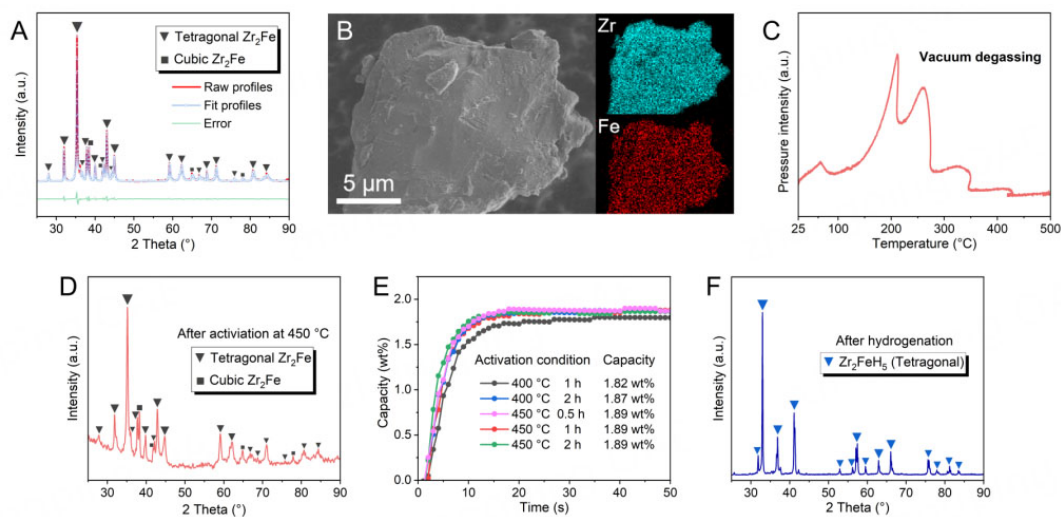 A
Intensity (a.u.)
Tetragonal Zr₂Fe
Cubic Zr₂Fe
Raw profiles
Fit profiles
Error
30 40 50 60 70 80 90
2 Theta (°)
B
5 µm
Zr
Fe
C
Pressure intensity (a.u.)
Vacuum degassing
25 100 200 300 400 500
Temperature (°C)
D
Intensity (a.u.)
After activiation at 450 °C
Tetragonal Zr₂Fe
Cubic Zr₂Fe
30 40 50 60 70 80 90
2 Theta (°)
E
Capacity (wt%)
2.0
1.5
1.0
0.5
0.0
Activation condition Capacity
400 °C 1 h 1.82 wt%
400 °C 2 h 1.87 wt%
450 °C 0.5 h 1.89 wt%
450 °C 1 h 1.89 wt%
450 °C 2 h 1.89 wt%
0 10 20 30 40 50
Time (s)
F
Intensity (a.u.)
After hydrogenation
Zr₂FeH₅ (Tetragonal)
30 40 50 60 70 80 90
2 Theta (°)